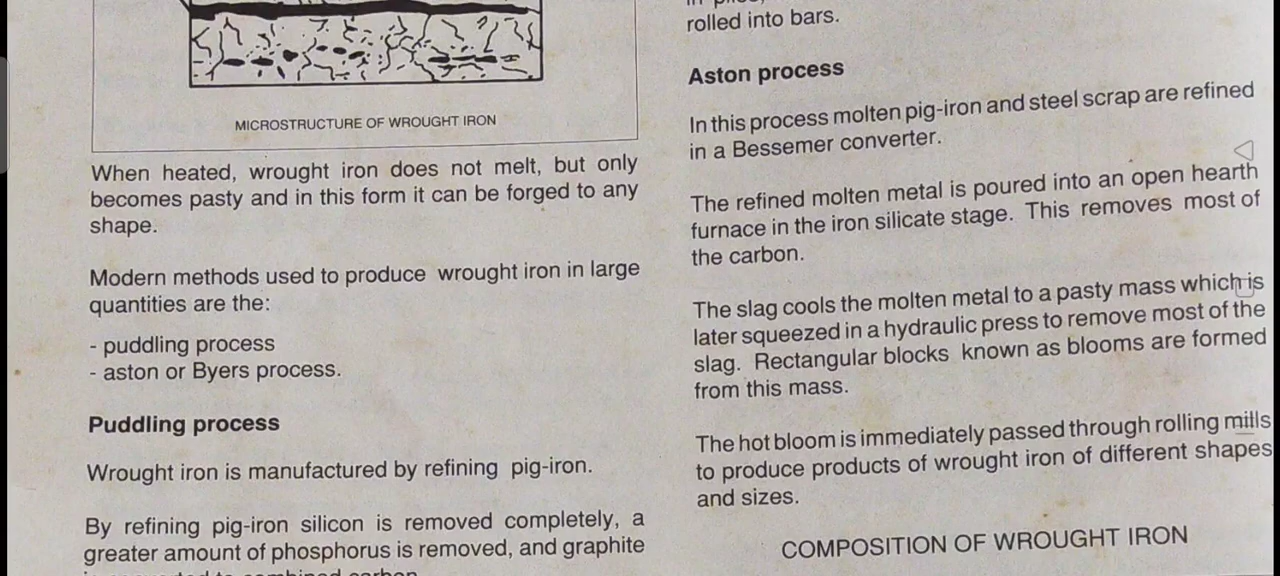 MICROSTRUCTURE OF WROUGHT IRON
When heated, wrought iron does not melt, but only
becomes pasty and in this form it can be forged to any
shape.
Modern methods used to produce wrought iron in large
quantities are the:
- puddling process
- aston or Byers process.
Puddling process
Wrought iron is manufactured by refining pig-iron.
By refining pig-iron silicon is removed completely, a
greater amount of phosphorus is removed, and graphite
rolled into bars.
Aston process
In this process molten pig-iron and steel scrap are refined
in a Bessemer converter.
The refined molten metal is poured into an open hearth
furnace in the iron silicate stage. This removes most of
the carbon.
The slag cools the molten metal to a pasty mass which is
later squeezed in a hydraulic press to remove most of the
slag. Rectangular blocks known as blooms are formed
from this mass.
The hot bloom is immediately passed through rolling mills
to produce products of wrought iron of different shapes
and sizes.
COMPOSITION OF WROUGHT IRON